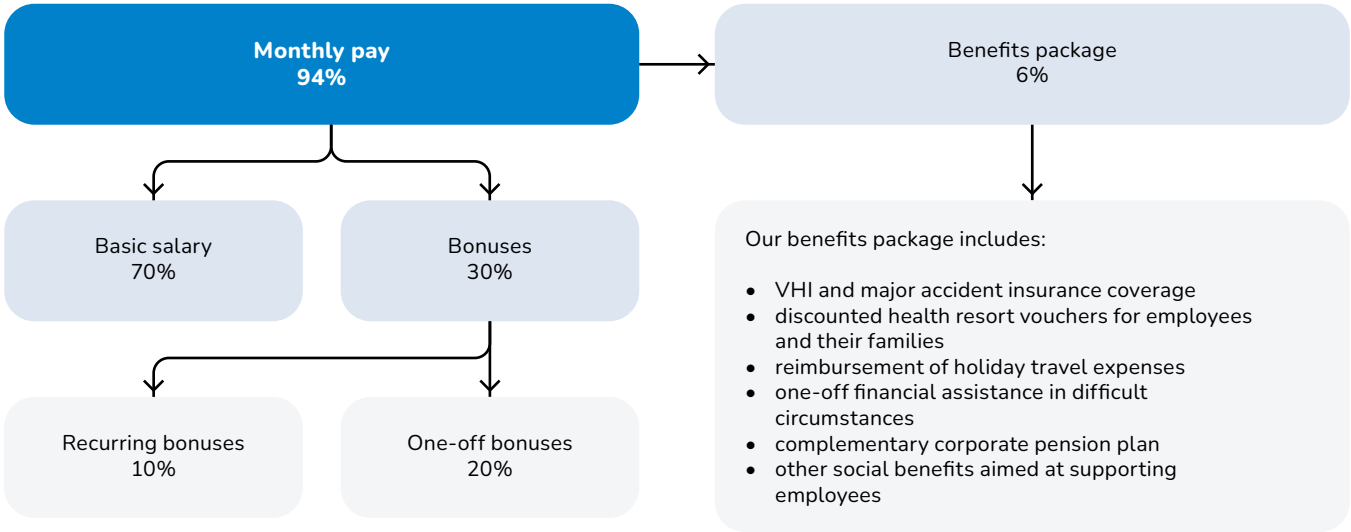 Monthly pay
94%
Benefits package
6%
Basic salary
70%
Bonuses
30%
Recurring bonuses
10%
One-off bonuses
20%
Our benefits package includes:
• VHI and major accident insurance coverage
• discounted health resort vouchers for employees
and their families
• reimbursement of holiday travel expenses
• one-off financial assistance in difficult
circumstances
• complementary corporate pension plan
• other social benefits aimed at supporting
employees